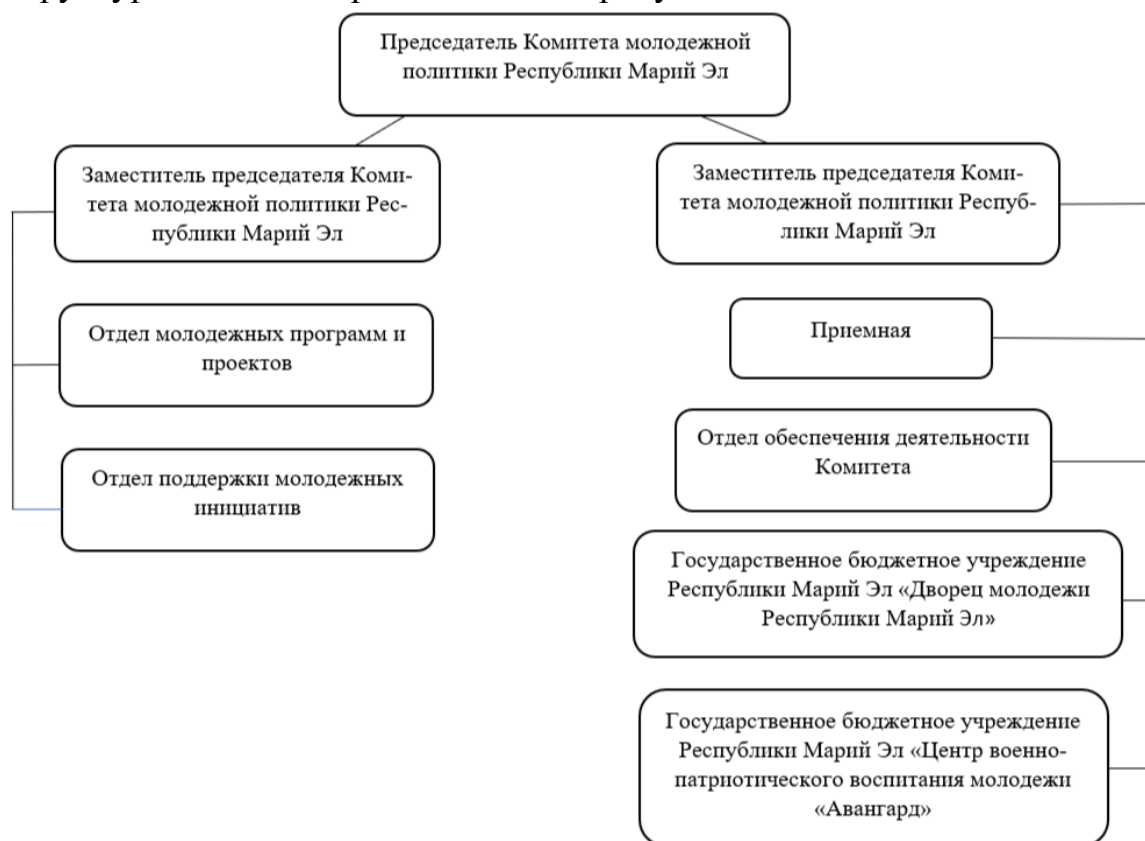 Председатель Комитета молодежной
политики Республики Марий Эл
Заместитель председателя Коми-
тета молодежной политики Рес-
публики Марий Эл
Отдел молодежных программ и
проектов
Отдел поддержки молодежных
инициатив
Заместитель председателя Коми-
тета молодежной политики Респуб-
лики Марий Эл
Приемная
Отдел обеспечения деятельности
Комитета
Государственное бюджетное учреждение
Республики Марий Эл «Дворец молодежи
Республики Марий Эл»
Государственное бюджетное учреждение
Республики Марий Эл «Центр военно-
патриотического воспитания молодежи
«Авангард»